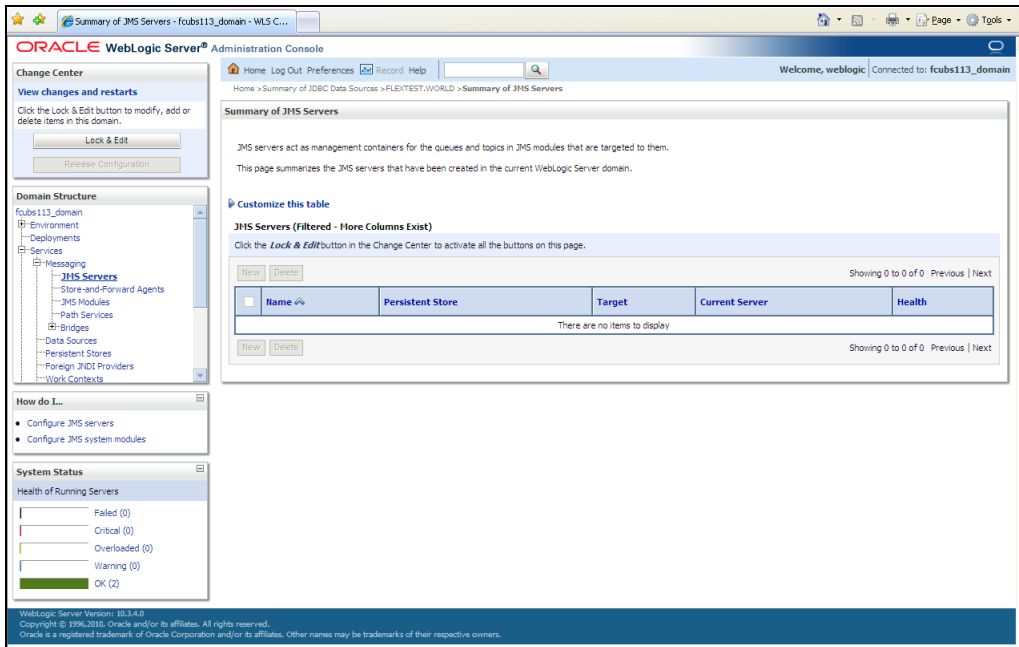 Summary of JMS Servers - fcubs113_domain - WLS C...
Page
Tools
ORACLE WebLogic Server® Administration Console
Change Center
View changes and restarts
Click the Lock & Edit button to modify, add or
delete items in this domain.
Lock & Edit
Release Configuration
Domain Structure
fcubs113_domain
Environment
Deployments
Services
Messaging
JMS Servers
Store-and-Forward Agents
JMS Modules
Path Services
Bridges
Data Sources
Persistent Stores
Foreign JNDI Providers
Work Contexts
How do I...
Configure JMS servers
Configure JMS system modules
System Status
Health of Running Servers
Failed (0)
Critical (0)
Overloaded (0)
Warning (0)
OK (2)
Home Log Out Preferences Record Help
Welcome, weblogic Connected to: fcubs113_domain
Home >Summary of JDBC Data Sources >FLEXTEST.WORLD >Summary of JMS Servers
Summary of JMS Servers
JMS servers act as management containers for the queues and topics in JMS modules that are targeted to them.
This page summarizes the JMS servers that have been created in the current WebLogic Server domain.
Customize this table
JMS Servers (Filtered - More Columns Exist)
Click the Lock & Edit button in the Change Center to activate all the buttons on this page.
New Delete Showing 0 to 0 of 0 Previous | Next
Name Persistent Store Target Current Server Health
There are no items to display
New Delete Showing 0 to 0 of 0 Previous | Next
WebLogic Server Version: 10.3.4.0
Copyright © 1996,2010, Oracle and/or its affiliates. All rights reserved.
Oracle is a registered trademark of Oracle Corporation and/or its affiliates. Other names may be trademarks of their respective owners.